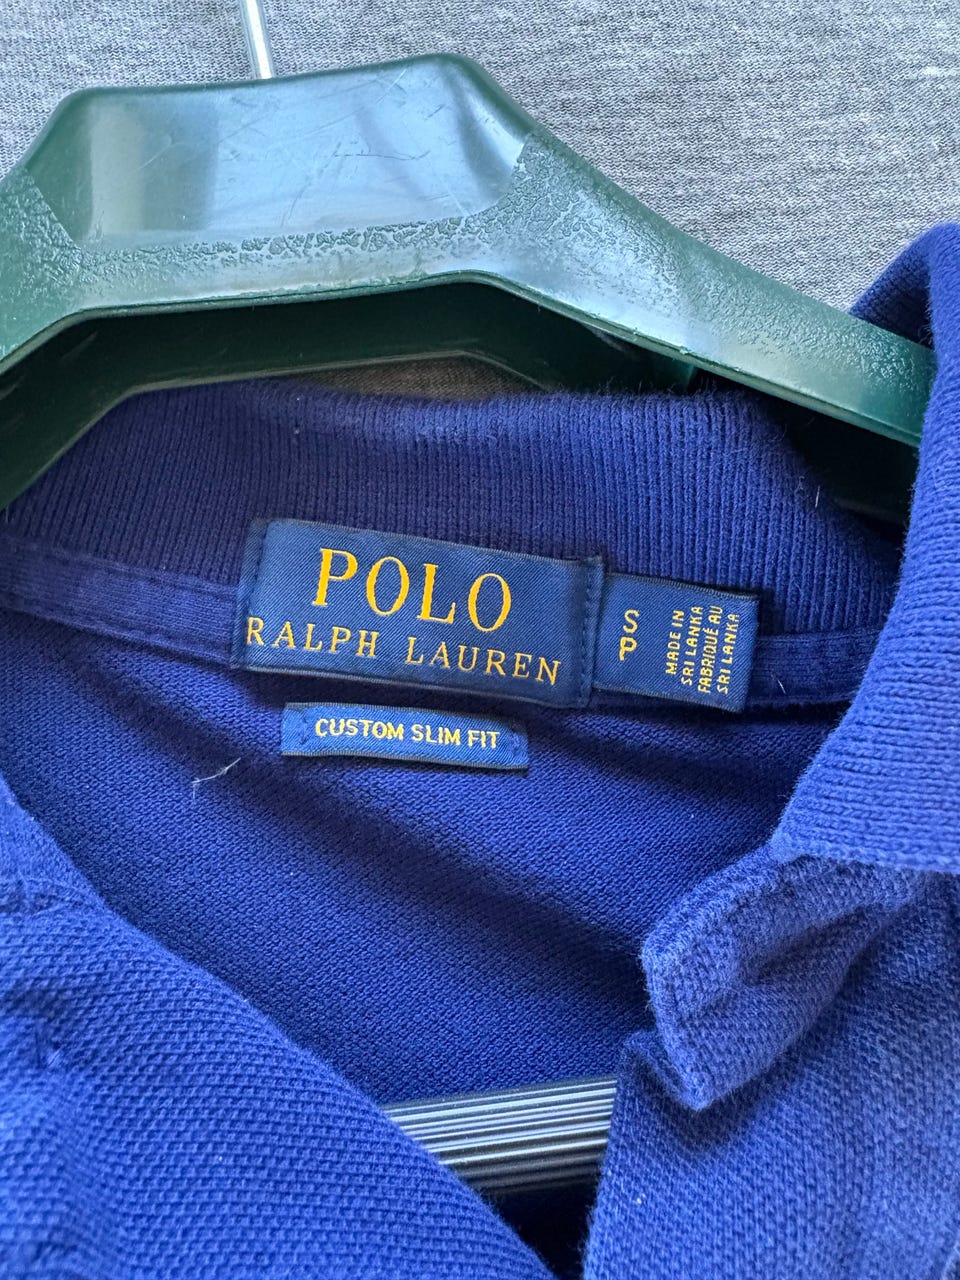 POLO
RALPH LAUREN
S
P
MADE IN
SRI LANKA
FABRIQUÉ AU
SRI LANKA
CUSTOM SLIM FIT